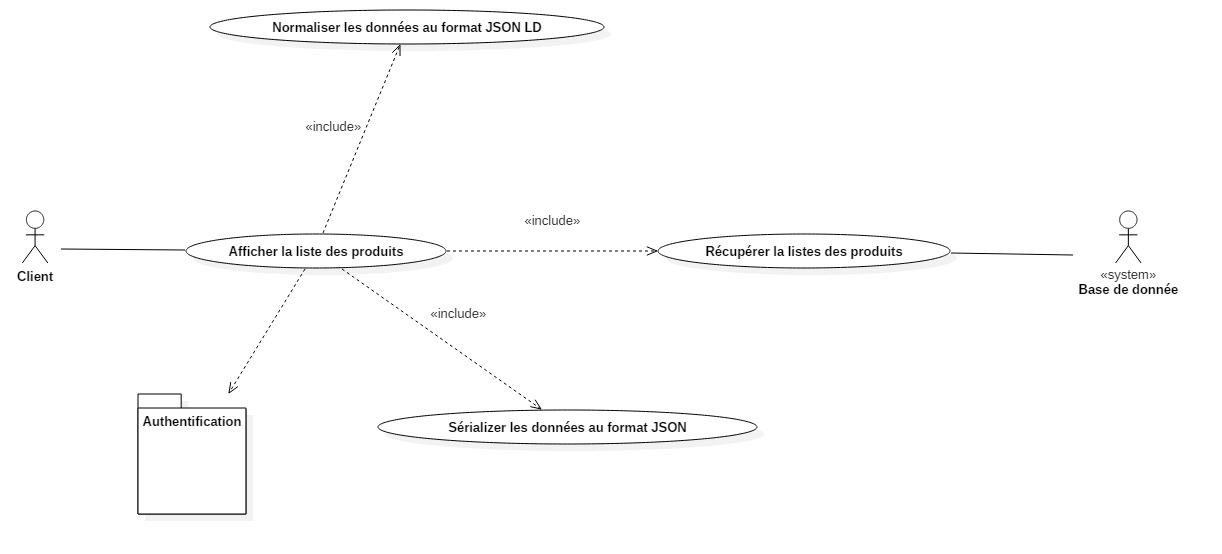 Normaliser les données au format JSON LD
«include»
«include»
Client
Afficher la liste des produits
Récupérer la listes des produits
«system»
Base de donnée
«include»
Authentification
Sérializer les données au format JSON